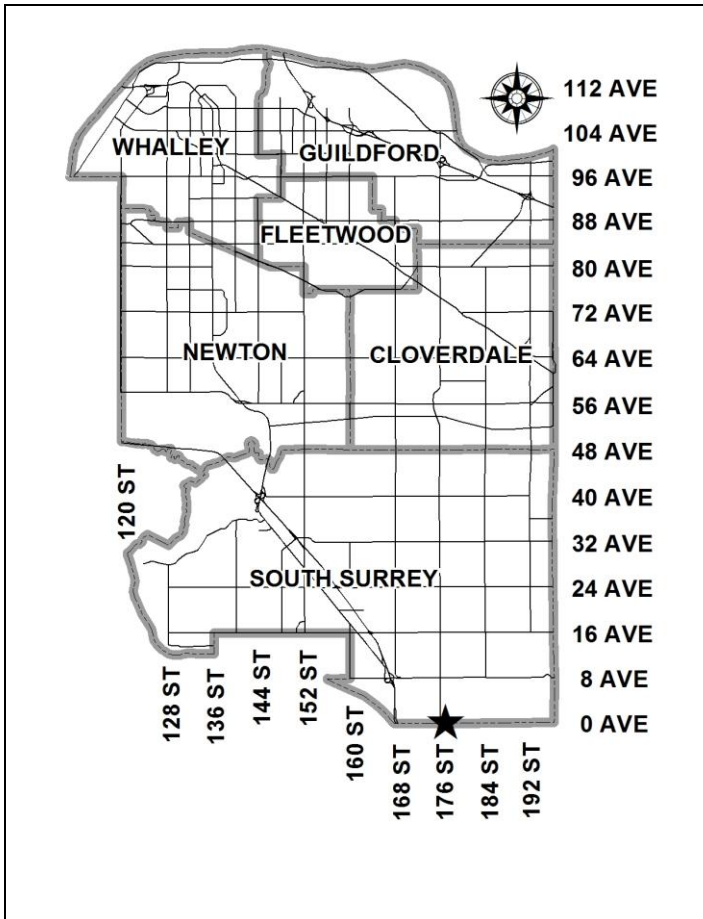 112 AVE
104 AVE
WHALLEY
GUILDFORD
96 AVE
88 AVE
FLEETWOOD
80 AVE
72 AVE
NEWTON
CLOVERDALE
64 AVE
56 AVE
48 AVE
120 ST
40 AVE
32 AVE
SOUTH SURREY
24 AVE
16 AVE
8 AVE
0 AVE
128 ST
136 ST
144 ST
152 ST
160 ST
168 ST
176 ST
184 ST
192 ST